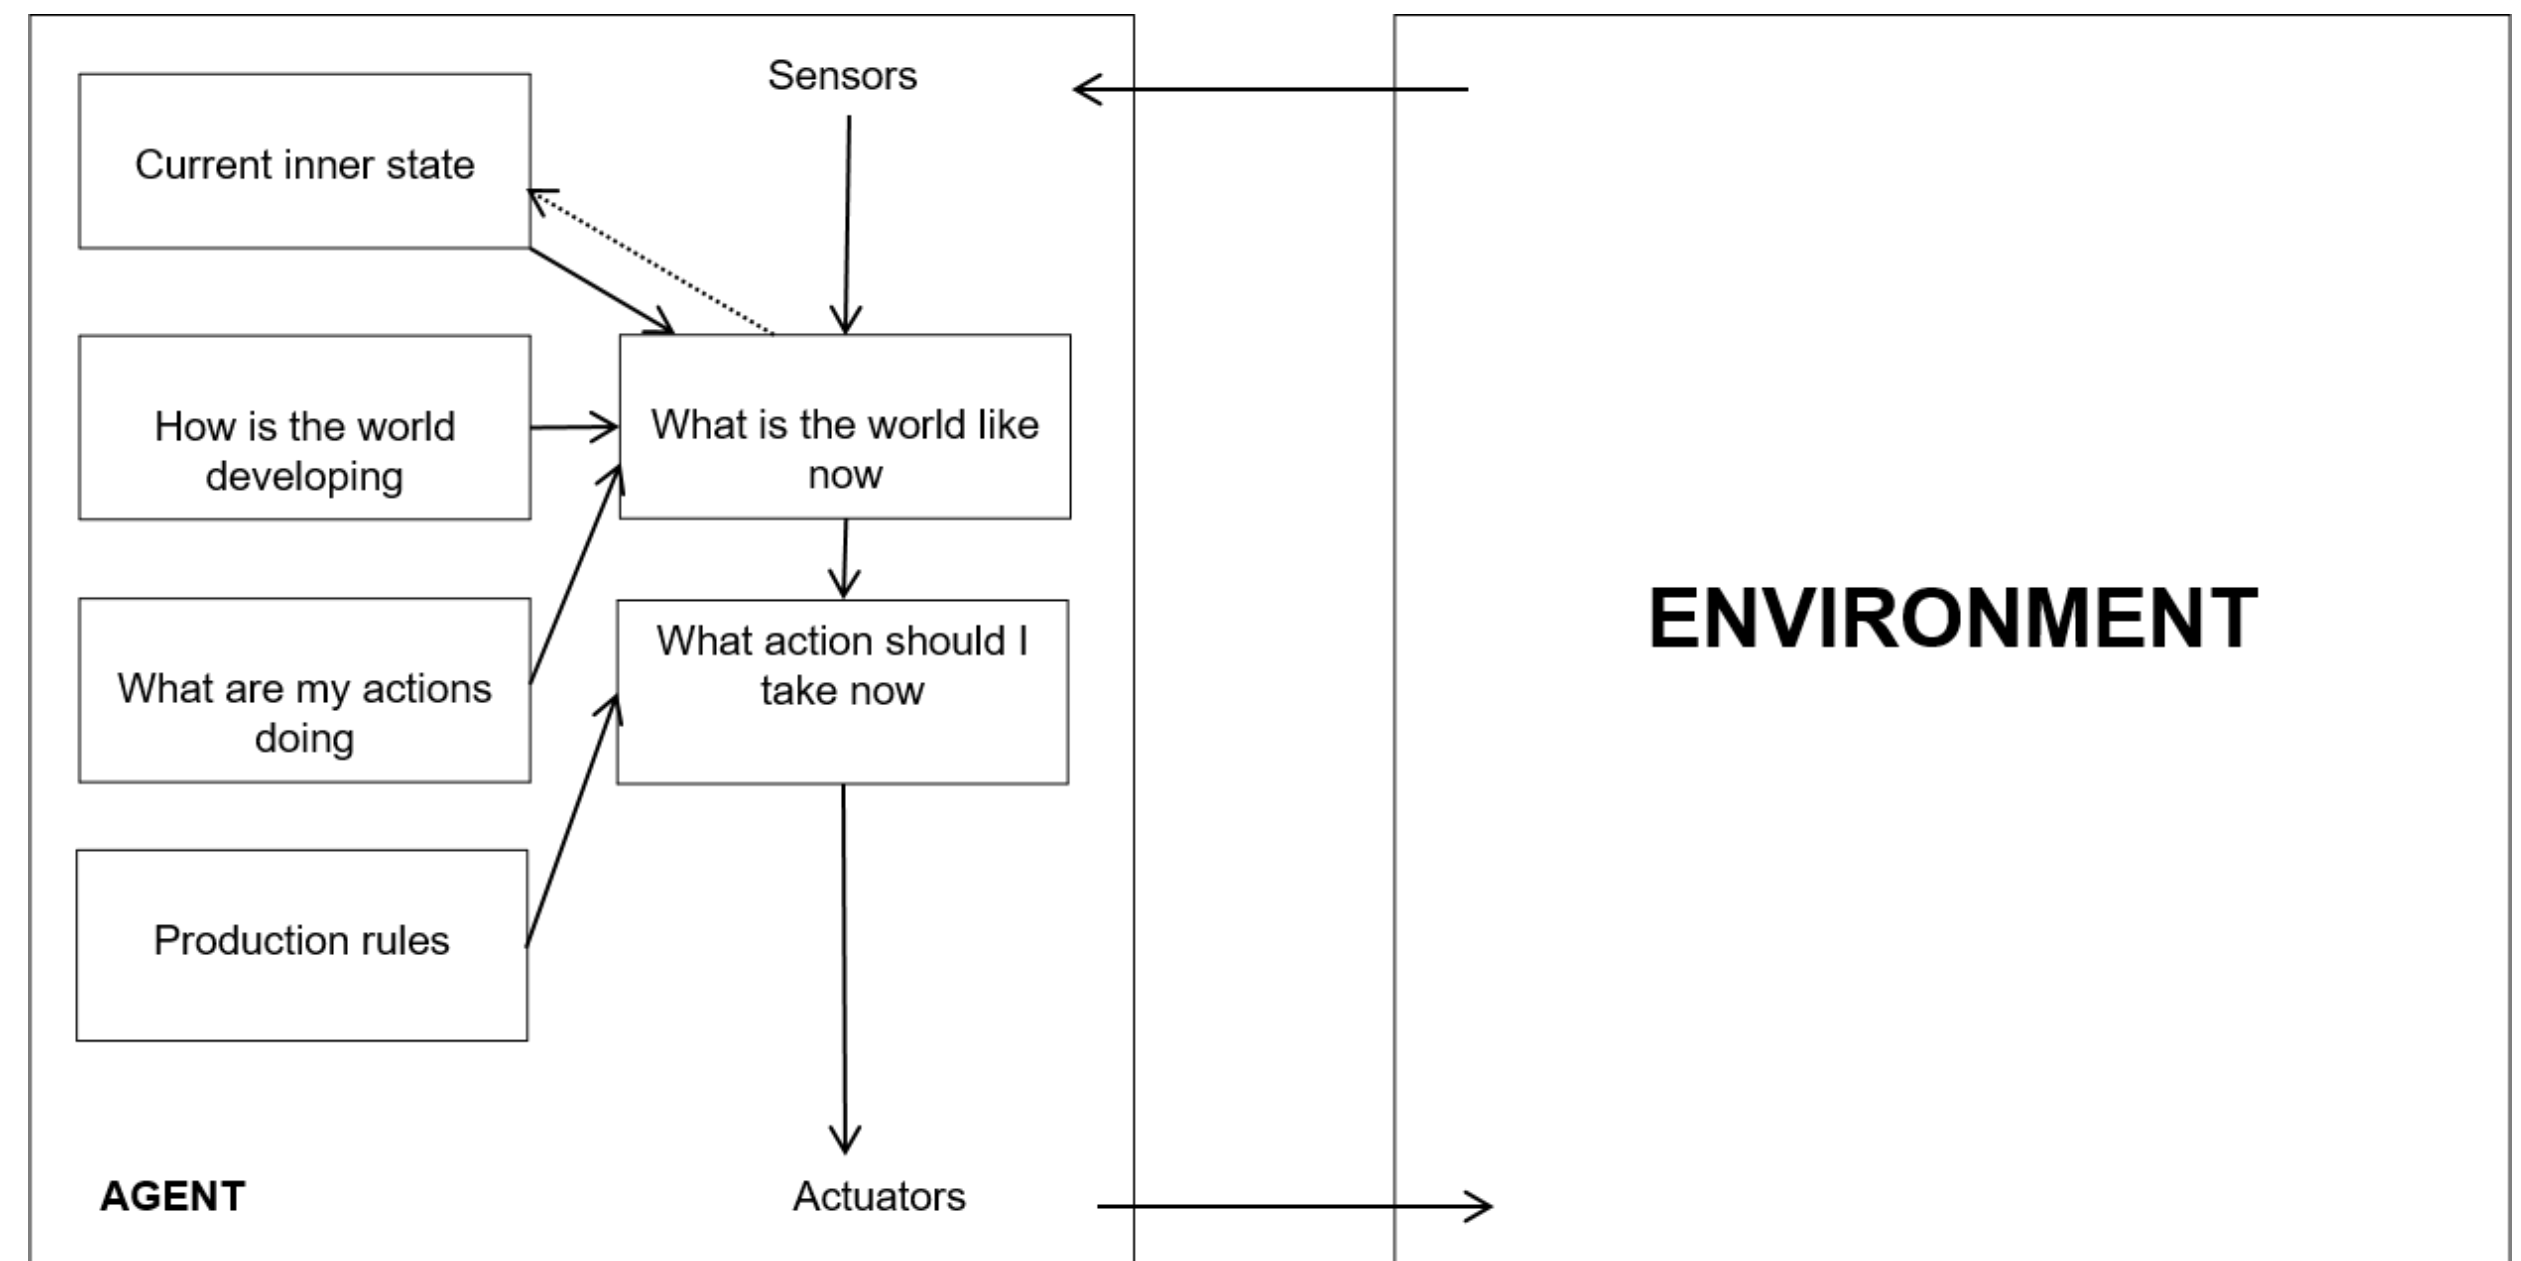 Sensors
Current inner state
How is the world
developing
What is the world like
now
What are my actions
doing
What action should I
take now
Production rules
AGENT
Actuators
ENVIRONMENT